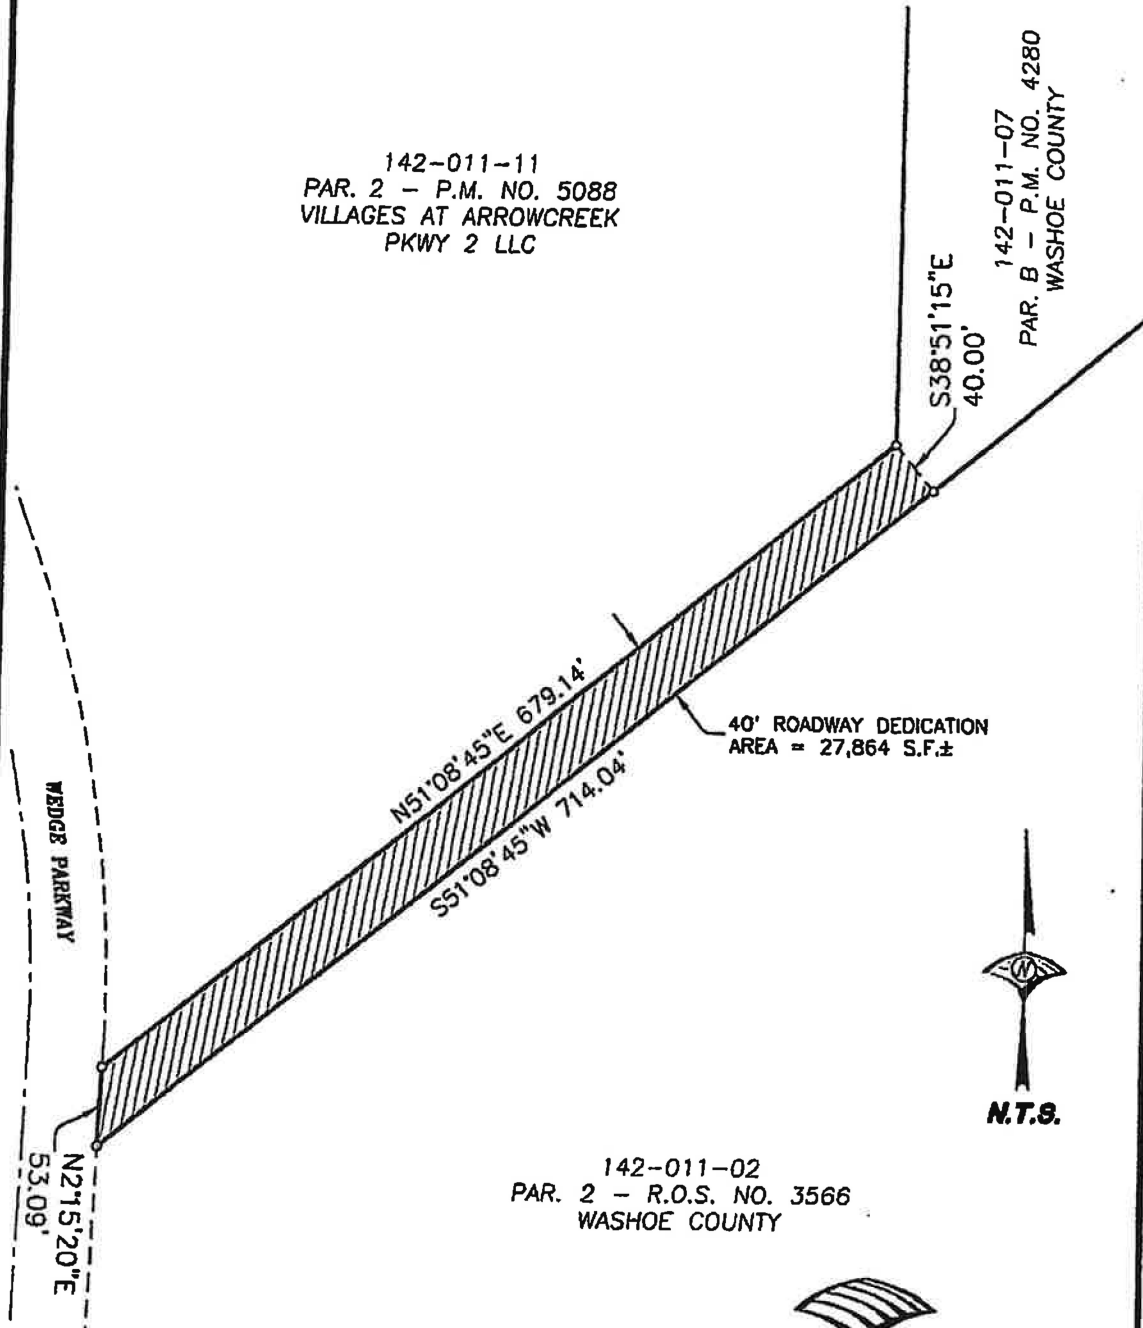 142-011-11
PAR. 2 - P.M. NO. 5088
VILLAGES AT ARROWCREEK
PKWY 2 LLC
142-011-07
PAR. B - P.M. NO. 4280
WASHOE COUNTY
S38°51'15"E
40.00'
N51°08'45"E 679.14'
S51°08'45"W 714.04'
40' ROADWAY DEDICATION
AREA = 27,864 S.F.±
WEDGE PARKWAY
N
N.T.S.
N2°15'20"E
53.09'
142-011-02
PAR. 2 - R.O.S. NO. 3566
WASHOE COUNTY